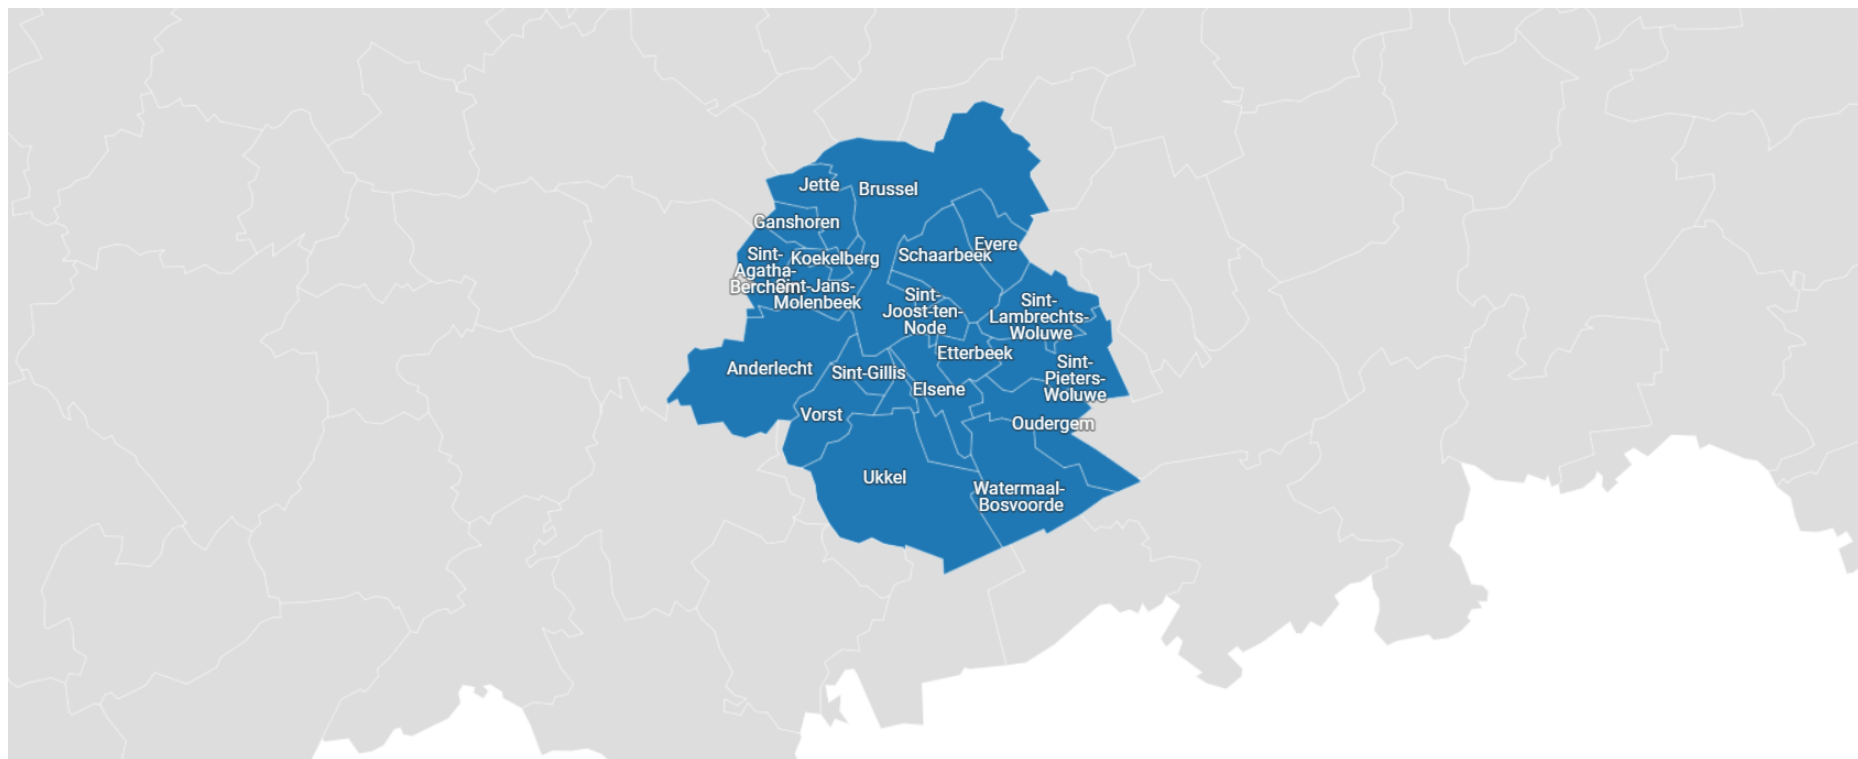 Jette
Brussel
Ganshoren
Evere
Sint-
Agatha-
Berchem
Koekelberg
Schaarbeek
Sint-Jans-
Molenbeek
Sint-
Joost-ten-
Node
Sint-
Lambrechts-
Woluwe
Etterbeek
Anderlecht
Sint-Gillis
Sint-
Pieters-
Woluwe
Elsene
Vorst
Oudergem
Ukkel
Watermaal-
Bosvoorde